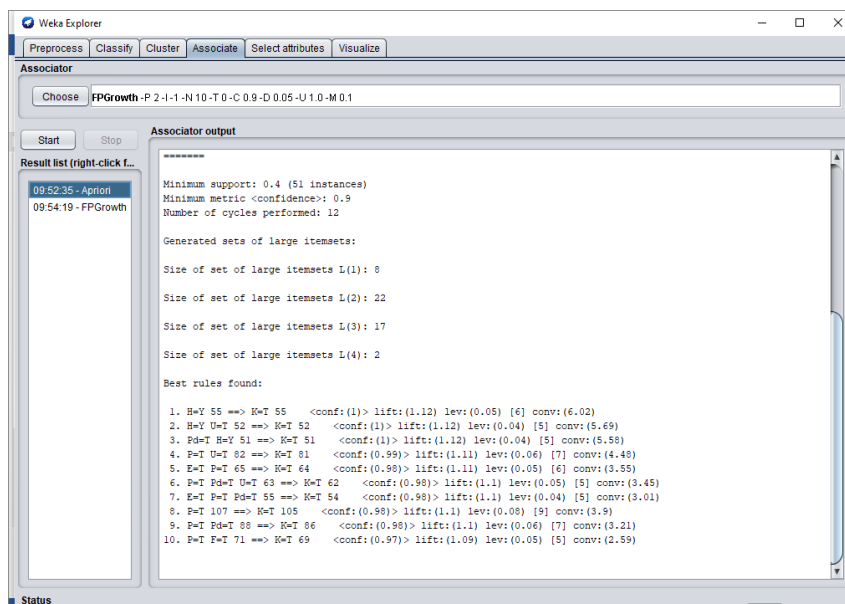 Weka Explorer
Preprocess Classify Cluster Associate Select attributes Visualize
Associator
Choose FPGrowth -P 2 -I -1 -N 10 -T 0 -C 0.9 -D 0.05 -U 1.0 -M 0.1
Start Stop
Result list (right-click f...
09:52:35 - Apriori
09:54:19 - FPGrowth
Associator output
=======
Minimum support: 0.4 (51 instances)
Minimum metric <confidence>: 0.9
Number of cycles performed: 12
Generated sets of large itemsets:
Size of set of large itemsets L(1): 8
Size of set of large itemsets L(2): 22
Size of set of large itemsets L(3): 17
Size of set of large itemsets L(4): 2
Best rules found:
1. H=Y 55 ==> K=T 55 <conf:(1)> lift:(1.12) lev:(0.05) [6] conv:(6.02)
2. H=Y U=T 52 ==> K=T 52 <conf:(1)> lift:(1.12) lev:(0.04) [5] conv:(5.69)
3. Pd=T H=Y 51 ==> K=T 51 <conf:(1)> lift:(1.12) lev:(0.04) [5] conv:(5.58)
4. P=T U=T 82 ==> K=T 81 <conf:(0.99)> lift:(1.11) lev:(0.06) [7] conv:(4.48)
5. E=T P=T 65 ==> K=T 64 <conf:(0.98)> lift:(1.11) lev:(0.05) [6] conv:(3.55)
6. P=T Pd=T U=T 63 ==> K=T 62 <conf:(0.98)> lift:(1.1) lev:(0.05) [5] conv:(3.45)
7. E=T P=T Pd=T 55 ==> K=T 54 <conf:(0.98)> lift:(1.1) lev:(0.04) [5] conv:(3.01)
8. P=T 107 ==> K=T 105 <conf:(0.98)> lift:(1.1) lev:(0.08) [9] conv:(3.9)
9. P=T Pd=T 88 ==> K=T 86 <conf:(0.98)> lift:(1.1) lev:(0.06) [7] conv:(3.21)
10. P=T F=T 71 ==> K=T 69 <conf:(0.97)> lift:(1.09) lev:(0.05) [5] conv:(2.59)
Status